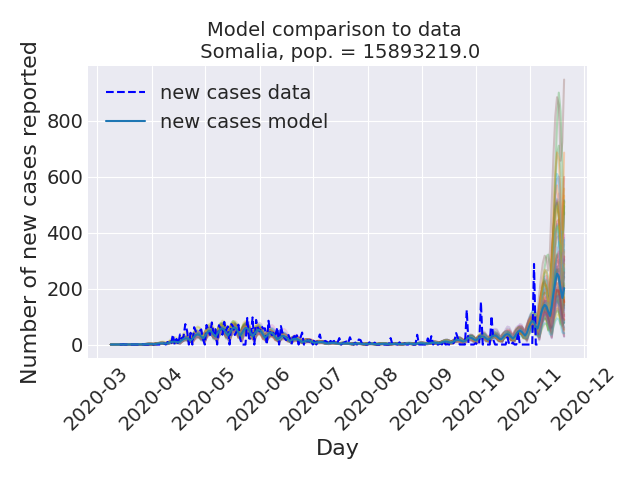 Model comparison to data
Somalia, pop. = 15893219.0
new cases data
new cases model
Number of new cases reported
800
600
400
200
0
2020-03
2020-04
2020-05
2020-06
2020-07
2020-08
2020-09
2020-10
2020-11
2020-12
Day